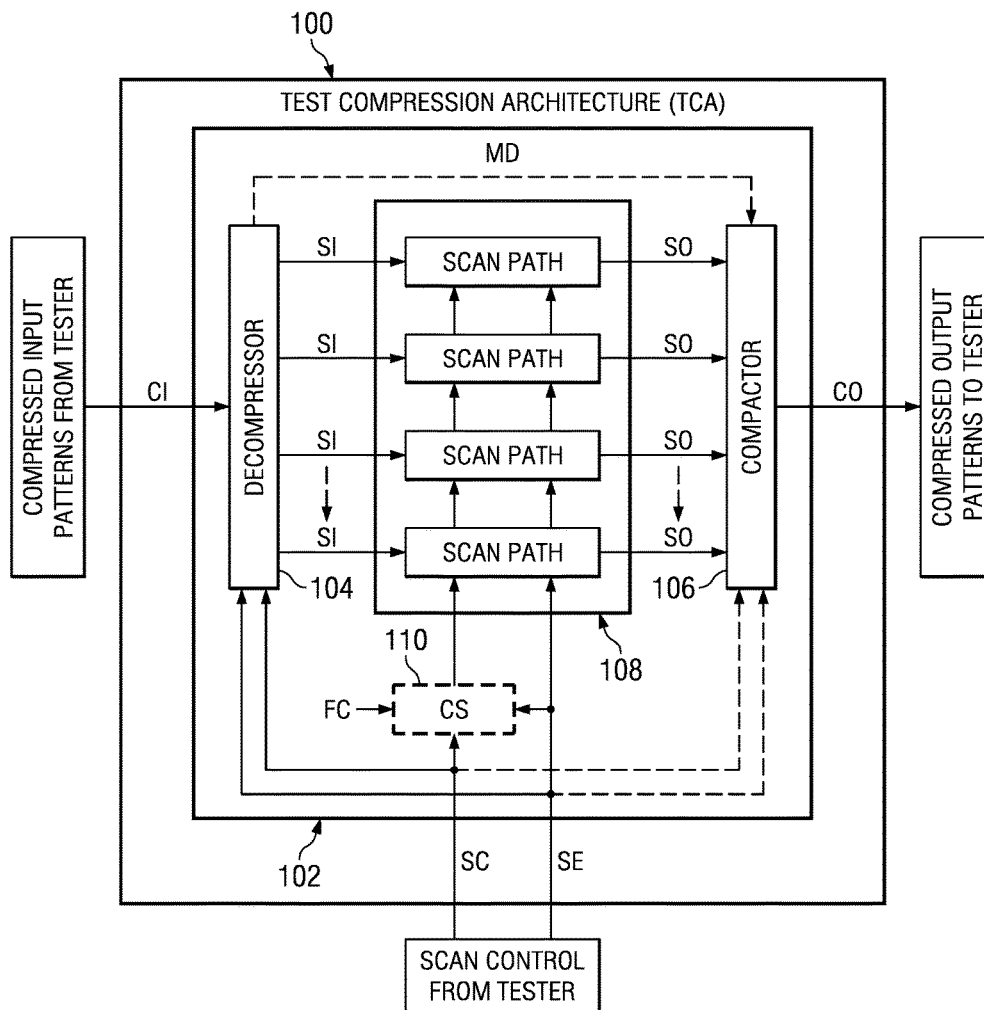 100
TEST COMPRESSION ARCHITECTURE (TCA)
MD
COMPRESSED INPUT
PATTERNS FROM TESTER
CI
DECOMPRESSOR
104
SI
SCAN PATH
SO
SI
SCAN PATH
SO
SI
SCAN PATH
SO
SI
SCAN PATH
SO
COMPACTOR
106
CO
COMPRESSED OUTPUT
PATTERNS TO TESTER
108
110
FC
CS
102
SC
SE
SCAN CONTROL
FROM TESTER